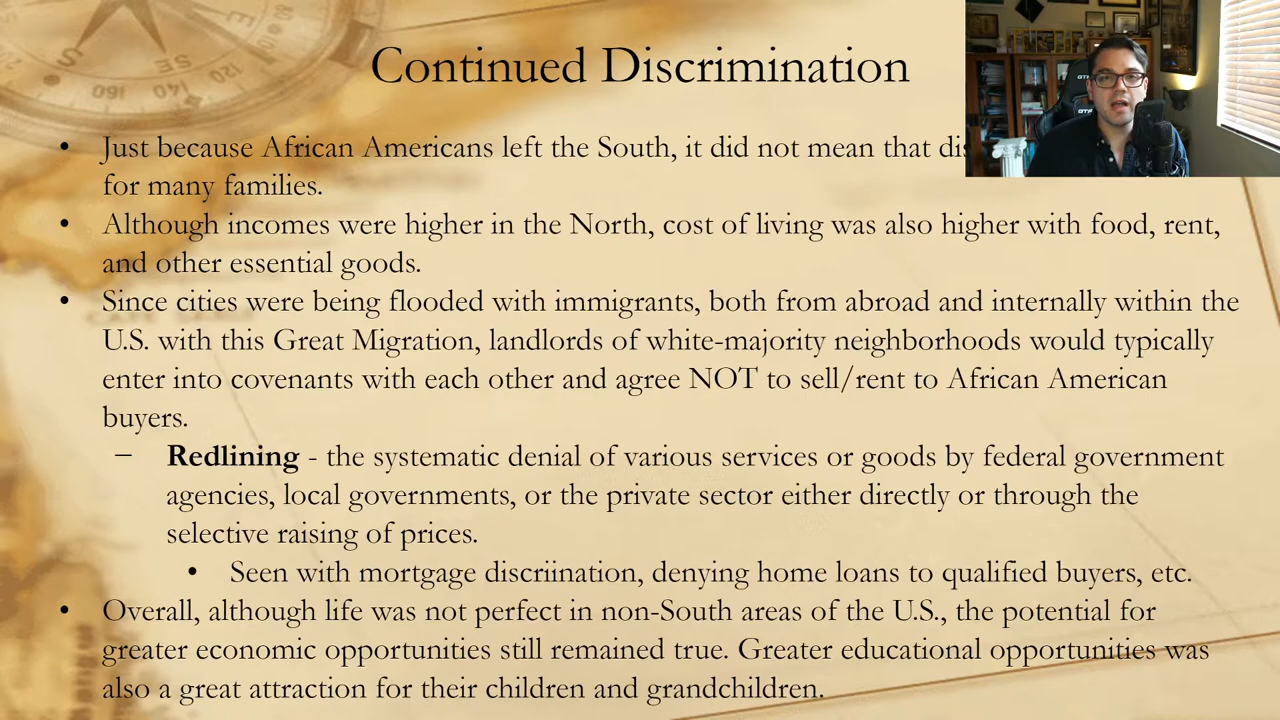 Continued Discrimination
• Just because African Americans left the South, it did not mean that
for many families.
• Although incomes were higher in the North, cost of living was also higher with food, rent,
and other essential goods.
• Since cities were being flooded with immigrants, both from abroad and internally within the
U.S. with this Great Migration, landlords of white-majority neighborhoods would typically
enter into covenants with each other and agree NOT to sell/rent to African American
buyers.
– Redlining - the systematic denial of various services or goods by federal government
agencies, local governments, or the private sector either directly or through the
selective raising of prices.
• Seen with mortgage discriination, denying home loans to qualified buyers, etc.
• Overall, although life was not perfect in non-South areas of the U.S., the potential for
greater economic opportunities still remained true. Greater educational opportunities was
also a great attraction for their children and grandchildren.
S
SE
E
160
140
120
80